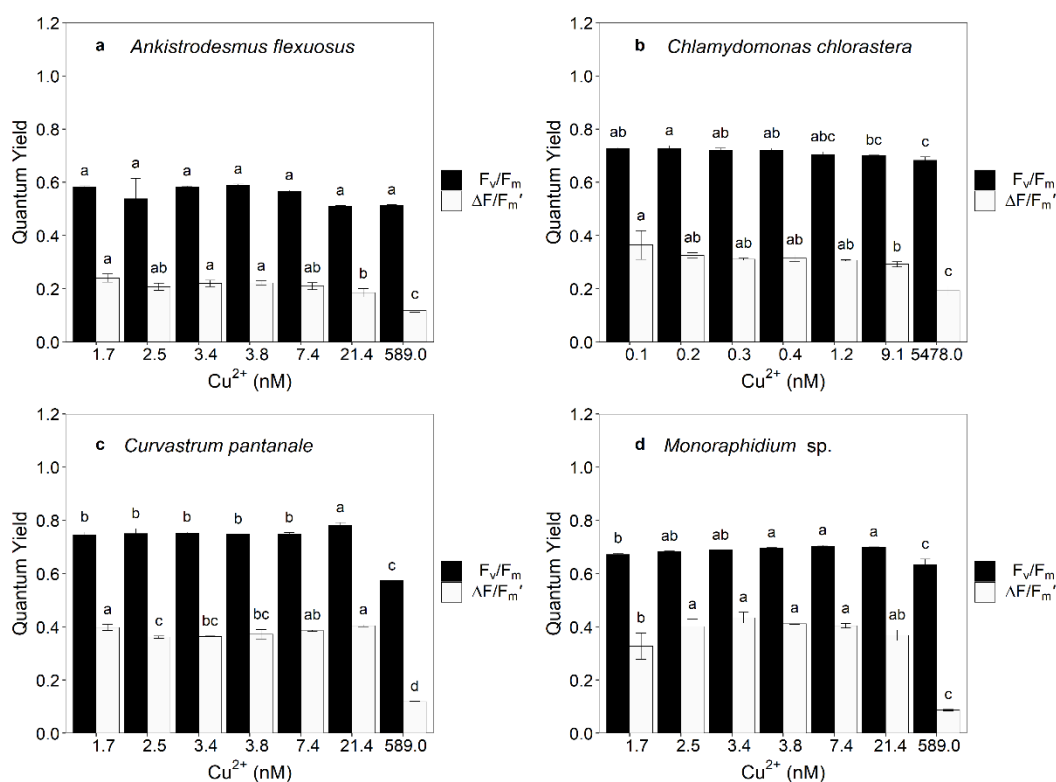 a Ankistrodesmus flexuosus
Quantum Yield
1.2
1.0
0.8
0.6
0.4
0.2
0.0
a a a a a a a
a ab a a ab b c
1.7 2.5 3.4 3.8 7.4 21.4 589.0
Cu²⁺ (nM)
Fᵥ/Fₘ
ΔF/Fₘ′
b Chlamydomonas chlorastera
Quantum Yield
1.2
1.0
0.8
0.6
0.4
0.2
0.0
ab a ab ab abc bc c
a ab ab ab ab b c
0.1 0.2 0.3 0.4 1.2 9.1 5478.0
Cu²⁺ (nM)
Fᵥ/Fₘ
ΔF/Fₘ′
c Curvastrum pantanale
Quantum Yield
1.2
1.0
0.8
0.6
0.4
0.2
0.0
b b b b b a c
a c bc bc ab a d
1.7 2.5 3.4 3.8 7.4 21.4 589.0
Cu²⁺ (nM)
Fᵥ/Fₘ
ΔF/Fₘ′
d Monoraphidium sp.
Quantum Yield
1.2
1.0
0.8
0.6
0.4
0.2
0.0
b ab ab a a a c
b a a a a ab c
1.7 2.5 3.4 3.8 7.4 21.4 589.0
Cu²⁺ (nM)
Fᵥ/Fₘ
ΔF/Fₘ′